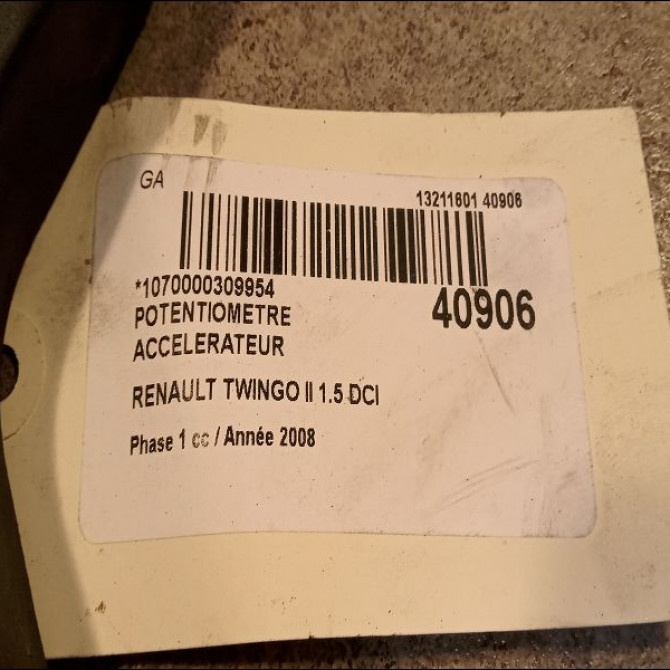 GA
13211601 40906
*1070000309954
40906
POTENTIOMETRE
ACCELERATEUR
RENAULT TWINGO II 1.5 DCI
Phase 1 cc / Année 2008